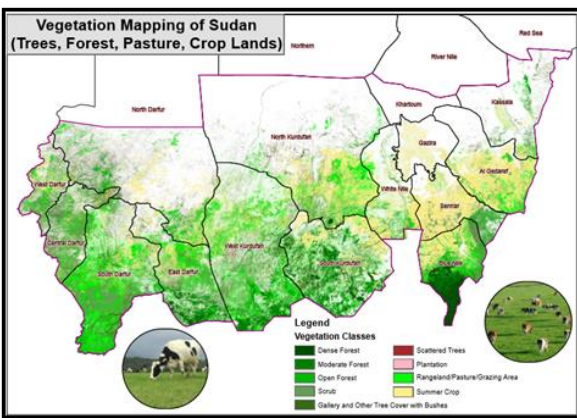 Vegetation Mapping of Sudan
(Trees, Forest, Pasture, Crop Lands)
Northern
Red Sea
River Nile
North Darfur
Khartoum
Kassala
North Kurdufan
Gazira
Al Gedaref
West Darfur
White Nile
Sennar
Central Darfur
West Kurdufan
South Darfur
East Darfur
South Kurdufan
Blue Nile
Legend
Vegetation Classes
Dense Forest
Moderate Forest
Open Forest
Scrub
Gallery and Other Tree Cover with Bushes
Scattered Trees
Plantation
Rangeland/Pasture/Grazing Area
Summer Crop